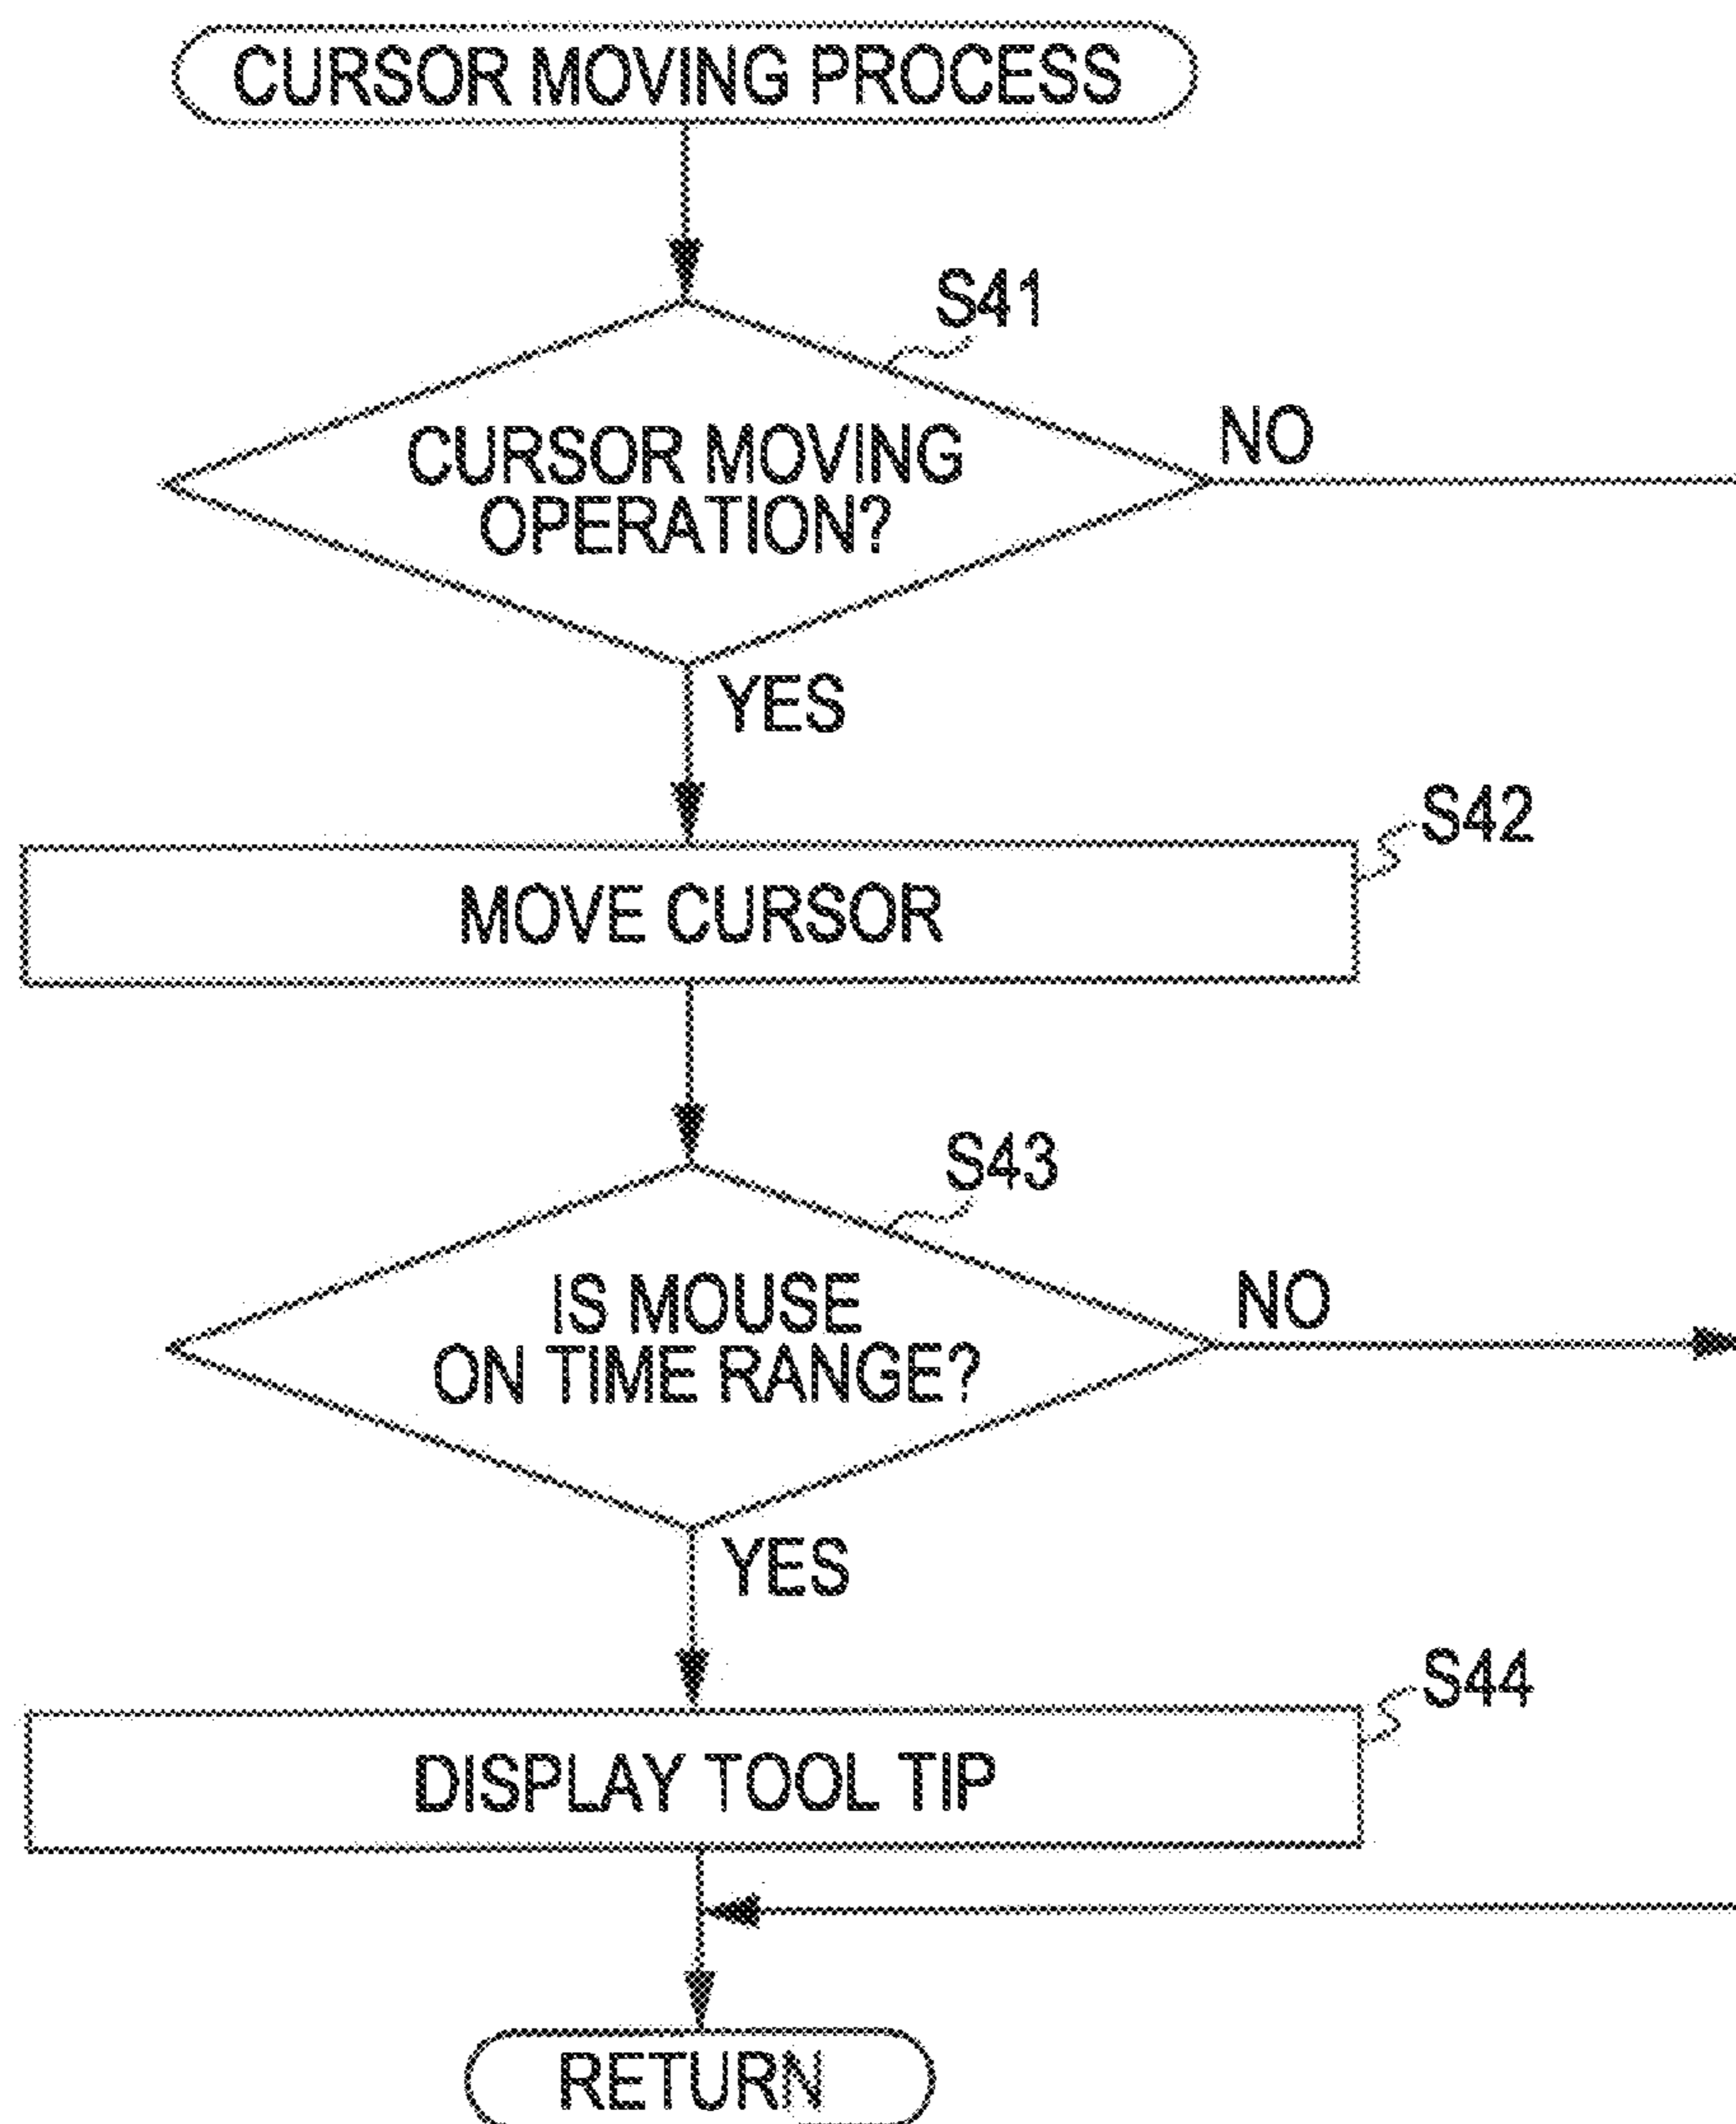 CURSOR MOVING PROCESS
S41
CURSOR MOVING
OPERATION?
NO
YES
S42
MOVE CURSOR
S43
IS MOUSE
ON TIME RANGE?
NO
YES
S44
DISPLAY TOOL TIP
RETURN